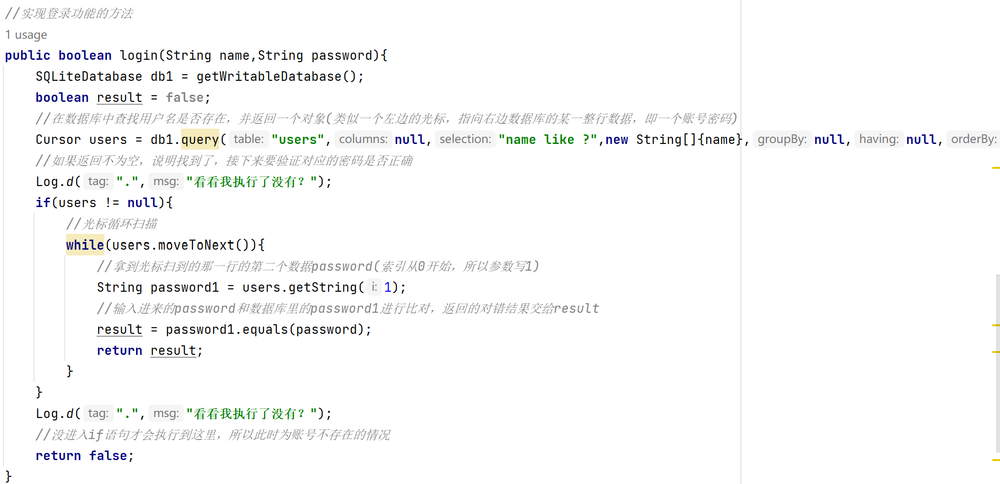 //实现登录功能的方法
1 usage
public boolean login(String name,String password){
SQLiteDatabase db1 = getWritableDatabase();
boolean result = false;
//在数据库中查找用户名是否存在，并返回一个对象(类似一个左边的光标，指向右边数据库的某一整行数据，即一个账号密码)
Cursor users = db1.query( table: "users", columns: null, selection: "name like ?",new String[]{name}, groupBy: null, having: null, orderBy:
//如果返回不为空，说明找到了，接下来要验证对应的密码是否正确
Log.d( tag: ".", msg: "看看我执行了没有？");
if(users != null){
//光标循环扫描
while(users.moveToNext()){
//拿到光标扫到的那一行的第二个数据password(索引从0开始，所以参数写1)
String password1 = users.getString( i: 1);
//输入进来的password和数据库里的password1进行比对，返回的对错结果交给result
result = password1.equals(password);
return result;
}
}
Log.d( tag: ".", msg: "看看我执行了没有？");
//没进入if语句才会执行到这里，所以此时为账号不存在的情况
return false;
}